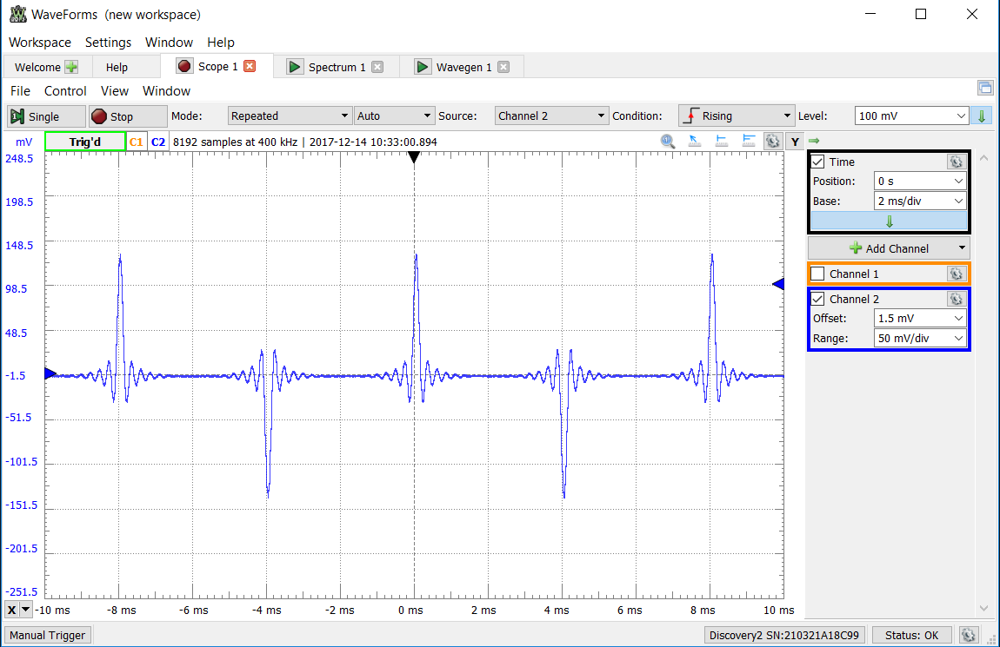 WaveForms (new workspace)
Workspace Settings Window Help
Welcome Help Scope 1 Spectrum 1 Wavegen 1
File Control View Window
Single Stop Mode: Repeated Auto Source: Channel 2 Condition: Rising Level: 100 mV
mV Trig'd C1 C2 8192 samples at 400 kHz | 2017-12-14 10:33:00.894 Y
248.5
198.5
148.5
98.5
48.5
-1.5
-51.5
-101.5
-151.5
-201.5
-251.5
X -10 ms -8 ms -6 ms -4 ms -2 ms 0 ms 2 ms 4 ms 6 ms 8 ms 10 ms
Time
Position: 0 s
Base: 2 ms/div
Add Channel
Channel 1
Channel 2
Offset: 1.5 mV
Range: 50 mV/div
Manual Trigger Discovery2 SN:210321A18C99 Status: OK